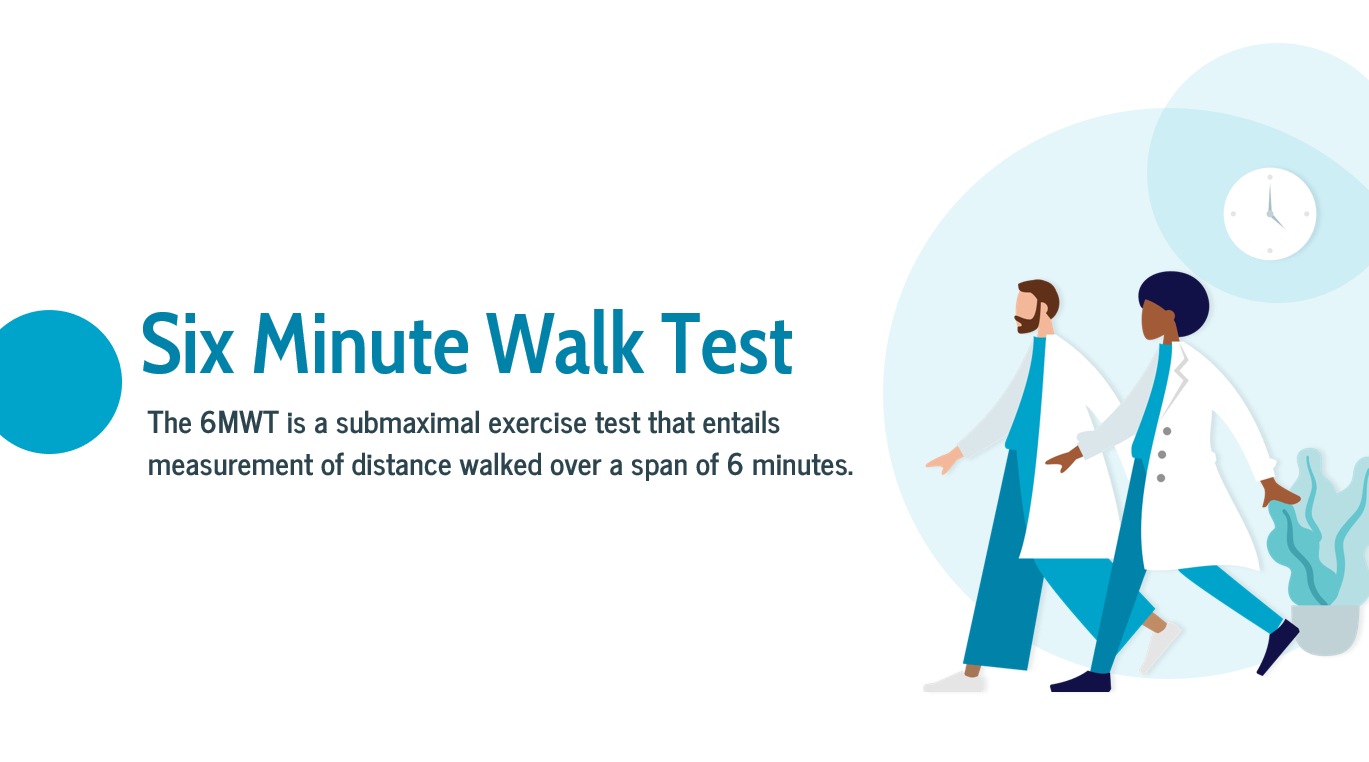 Six Minute Walk Test
The 6MWT is a submaximal exercise test that entails
measurement of distance walked over a span of 6 minutes.